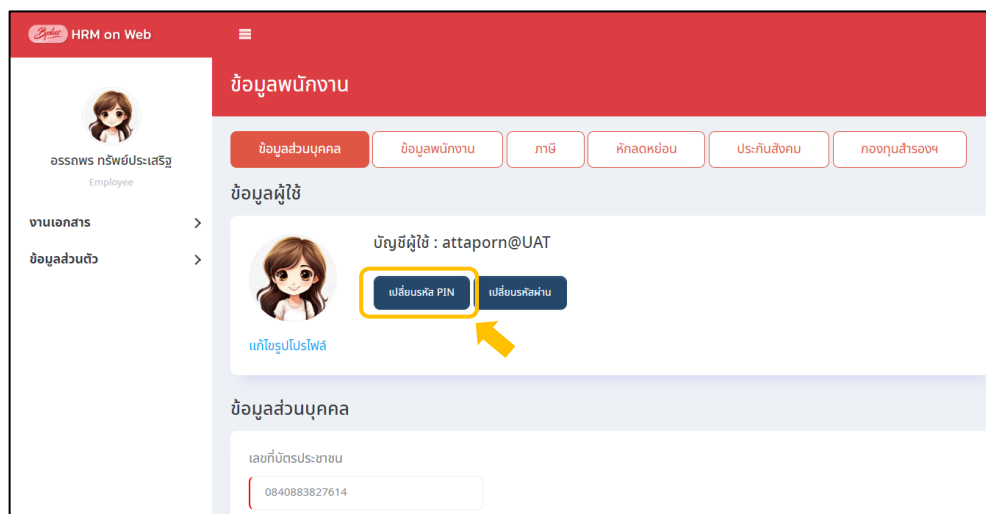 Bplus HRM on Web
ข้อมูลพนักงาน
อรรถพร ทรัพย์ประเสริฐ
Employee
งานเอกสาร
ข้อมูลส่วนตัว
ข้อมูลส่วนบุคคล ข้อมูลพนักงาน ภาษี หักลดหย่อน ประกันสังคม กองทุนสำรองฯ
ข้อมูลผู้ใช้
บัญชีผู้ใช้ : attaporn@UAT
เปลี่ยนรหัส PIN เปลี่ยนรหัสผ่าน
แก้ไขรูปโปรไฟล์
ข้อมูลส่วนบุคคล
เลขที่บัตรประชาชน
0840883827614